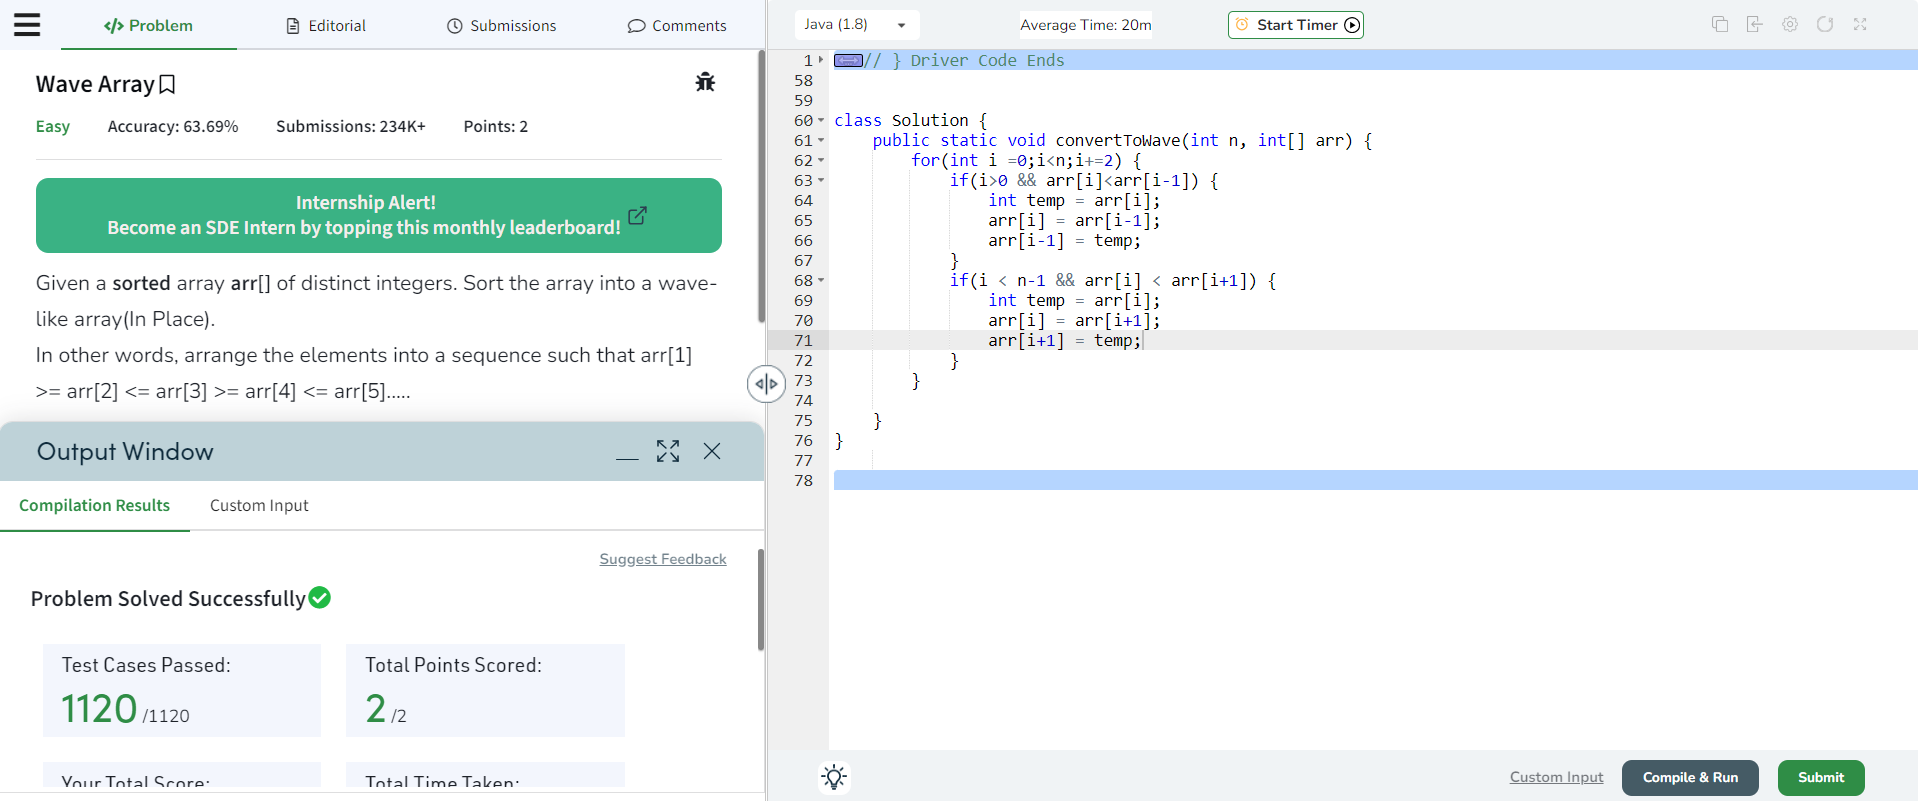 Problem
Editorial
Submissions
Comments
Wave Array
Easy Accuracy: 63.69% Submissions: 234K+ Points: 2
Internship Alert!
Become an SDE Intern by topping this monthly leaderboard!
Given a sorted array arr[] of distinct integers. Sort the array into a wave-
like array(In Place).
In other words, arrange the elements into a sequence such that arr[1]
>= arr[2] <= arr[3] >= arr[4] <= arr[5].....
Output Window
Compilation Results Custom Input
Suggest Feedback
Problem Solved Successfully
Test Cases Passed:
1120 /1120
Total Points Scored:
2 /2
Your Total Score:
Total Time Taken:
Java (1.8)
Average Time: 20m
Start Timer
1 // } Driver Code Ends
58
59
60 class Solution {
61     public static void convertToWave(int n, int[] arr) {
62         for(int i =0;i<n;i+=2) {
63             if(i>0 && arr[i]<arr[i-1]) {
64                 int temp = arr[i];
65                 arr[i] = arr[i-1];
66                 arr[i-1] = temp;
67             }
68             if(i < n-1 && arr[i] < arr[i+1]) {
69                 int temp = arr[i];
70                 arr[i] = arr[i+1];
71                 arr[i+1] = temp;
72             }
73         }
74
75     }
76 }
77
78
Custom Input
Compile & Run
Submit